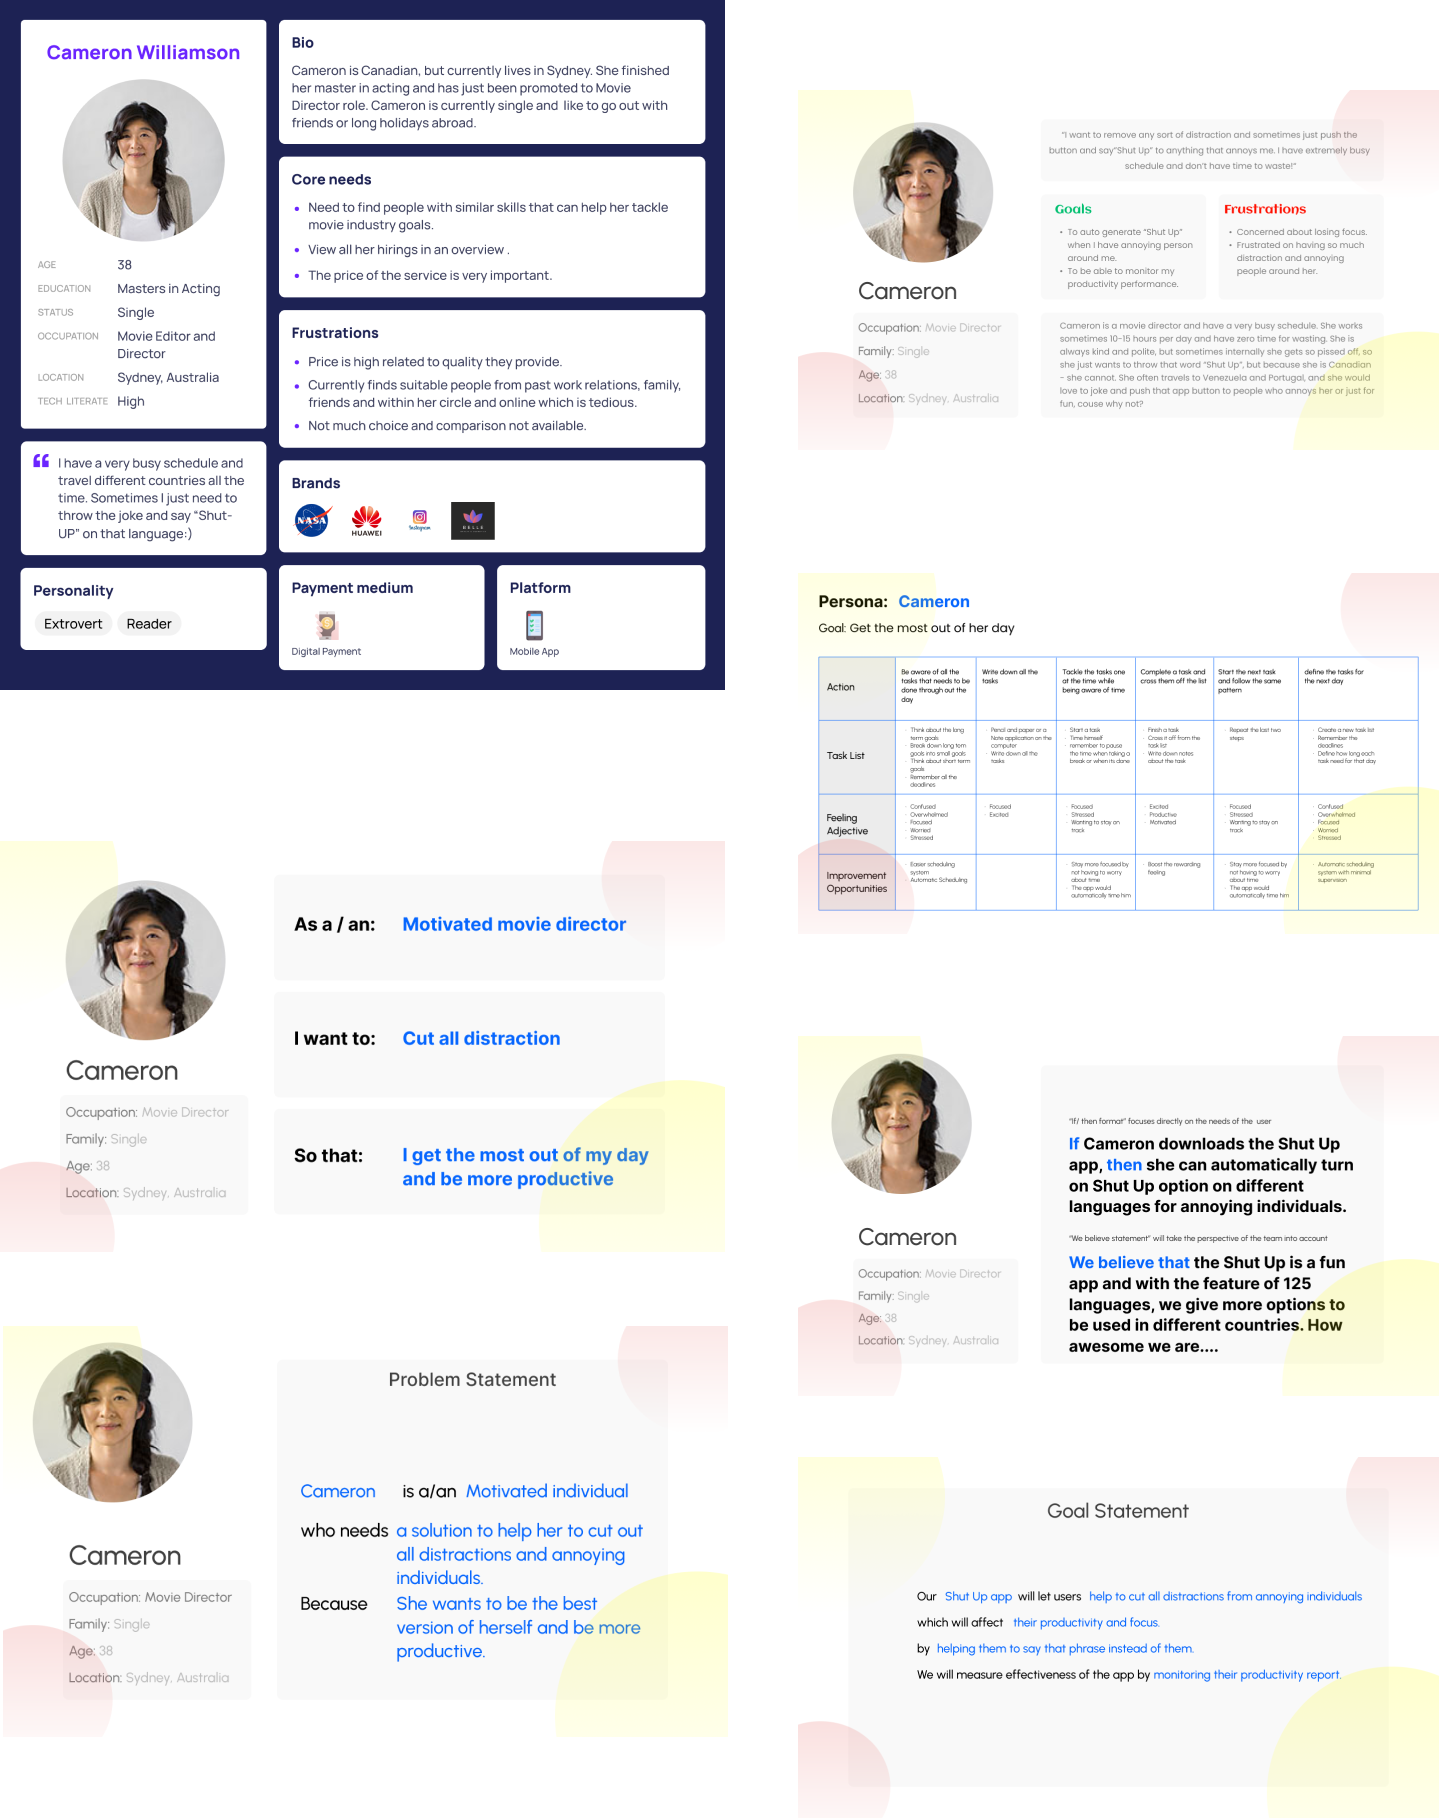 Cameron Williamson
AGE 38
EDUCATION Masters in Acting
STATUS Single
OCCUPATION Movie Editor and
Director
LOCATION Sydney, Australia
TECH LITERATE High
I have a very busy schedule and
travel different countries all the
time. Sometimes I just need to
throw the joke and say “Shut-
UP” on that language:)
Personality
Extrovert Reader
Bio
Cameron is Canadian, but currently lives in Sydney. She finished
her master in acting and has just been promoted to Movie
Director role. Cameron is currently single and like to go out with
friends or long holidays abroad.
Core needs
Need to find people with similar skills that can help her tackle
movie industry goals.
View all her hirings in an overview .
The price of the service is very important.
Frustrations
Price is high related to quality they provide.
Currently finds suitable people from past work relations, family,
friends and within her circle and online which is tedious.
Not much choice and comparison not available.
Brands
NASA
HUAWEI
Instagram
BELLE
Payment medium
Digital Payment
Platform
Mobile App
Cameron
Occupation: Movie Director
Family: Single
Age: 38
Location: Sydney, Australia
"I want to remove any sort of distraction and sometimes just push the
button and say"Shut Up" to anything that annoys me. I have extremely busy
schedule and don't have time to waste!"
Goals
To auto generate "Shut Up"
when I have annoying person
around me.
To be able to monitor my
productivity performance.
Frustrations
Concerned about losing focus.
Frustrated on having so much
distraction and annoying
people around her.
Cameron is a movie director and have a very busy schedule. She works
sometimes 10-15 hours per day and have zero time for wasting. She is
always kind and polite, but sometimes internally she gets so pissed off, so
she just wants to throw that word "Shut Up", but because she is Canadian
- she cannot. She often travels to Venezuela and Portugal, and she would
love to joke and push that app button to people who annoys her or just for
fun, couse why not?
Persona: Cameron
Goal: Get the most out of her day
Action
Be aware of all the
tasks that needs to be
done through out the
day
Write down all the
tasks
Tackle the tasks one
at the time while
being aware of time
Complete a task and
cross them off the list
Start the next task
and follow the same
pattern
define the tasks for
the next day
Task List
Think about the long
term goals
Break down long tom
goals into small goals
Think about short term
goals
Remember all the
deadlines
Pencil and paper or a
Note application on the
computer
Write down all the
tasks
Start a task
Time himself
remember to pause
the time when taking a
break or when its done
Finish a task
Cross it off from the
task list
Write down notes
about the task
Repeat the last two
steps
Create a new task list
Remember the
deadlines
Define how long each
task need for that day
Feeling
Adjective
Confused
Overwhelmed
Focused
Worried
Stressed
Focused
Excited
Focused
Stressed
Wanting to stay on
track
Excited
Productive
Motivated
Focused
Stressed
Wanting to stay on
track
Confused
Overwhelmed
Focused
Worried
Stressed
Improvement
Opportunities
Easer scheduling
system
Automatic Scheduling
Stay more focused by
not having to worry
about time
The app would
automatically time him
Boost the rewarding
feeling
Stay more focused by
not having to worry
about time
The app would
automatically time him
Automatic scheduling
system with minimal
supervision
Cameron
Occupation: Movie Director
Family: Single
Age: 38
Location: Sydney, Australia
As a / an: Motivated movie director
I want to: Cut all distraction
So that: I get the most out of my day
and be more productive
Cameron
Occupation: Movie Director
Family: Single
Age: 38
Location: Sydney, Australia
"If/ then format" focuses directly on the needs of the user
If Cameron downloads the Shut Up
app, then she can automatically turn
on Shut Up option on different
languages for annoying individuals.
"We believe statement" will take the perspective of the team into account
We believe that the Shut Up is a fun
app and with the feature of 125
languages, we give more options to
be used in different countries. How
awesome we are....
Cameron
Occupation: Movie Director
Family: Single
Age: 38
Location: Sydney, Australia
Problem Statement
Cameron is a/an Motivated individual
who needs a solution to help her to cut out
all distractions and annoying
individuals.
Because She wants to be the best
version of herself and be more
productive.
Goal Statement
Our Shut Up app will let users help to cut all distractions from annoying individuals
which will affect their productivity and focus.
by helping them to say that phrase instead of them.
We will measure effectiveness of the app by monitoring their productivity report.